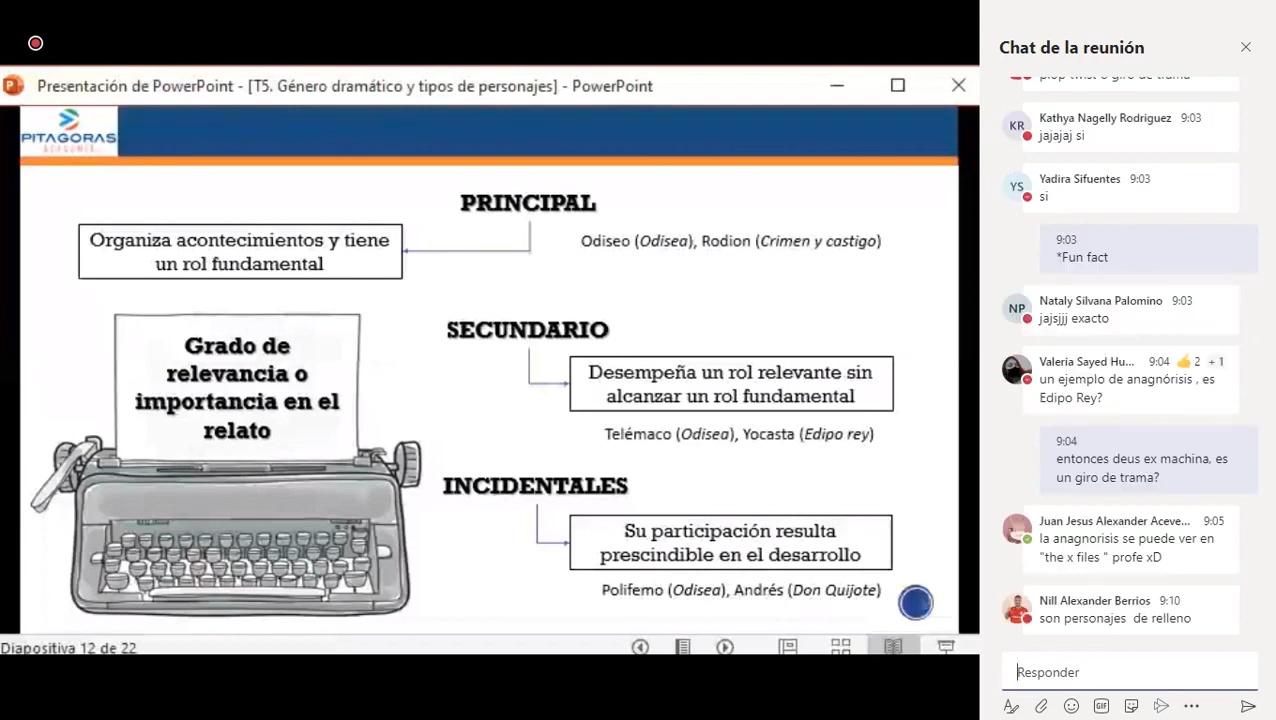 Presentación de PowerPoint - [T5. Género dramático y tipos de personajes] - PowerPoint
PITAGORAS
PRINCIPAL
Organiza acontecimientos y tiene
un rol fundamental
Odiseo (Odisea), Rodion (Crimen y castigo)
Grado de
relevancia o
importancia en el
relato
SECUNDARIO
Desempeña un rol relevante sin
alcanzar un rol fundamental
Telémaco (Odisea), Yocasta (Edipo rey)
INCIDENTALES
Su participación resulta
prescindible en el desarrollo
Polifemo (Odisea), Andrés (Don Quijote)
Diapositiva 12 de 22
Chat de la reunión
KR
Kathya Nagelly Rodriguez 9:03
jajajaj si
YS
Yadira Sifuentes 9:03
si
9:03
*Fun fact
NP
Nataly Silvana Palomino 9:03
jajsjjj exacto
Valeria Sayed Hu... 9:04 👍 2 + 1
un ejemplo de anagnórisis , es
Edipo Rey?
9:04
entonces deus ex machina, es
un giro de trama?
Juan Jesus Alexander Aceve... 9:05
la anagnorisis se puede ver en
"the x files " profe xD
Nill Alexander Berrios 9:10
son personajes de relleno
Responder
GIF